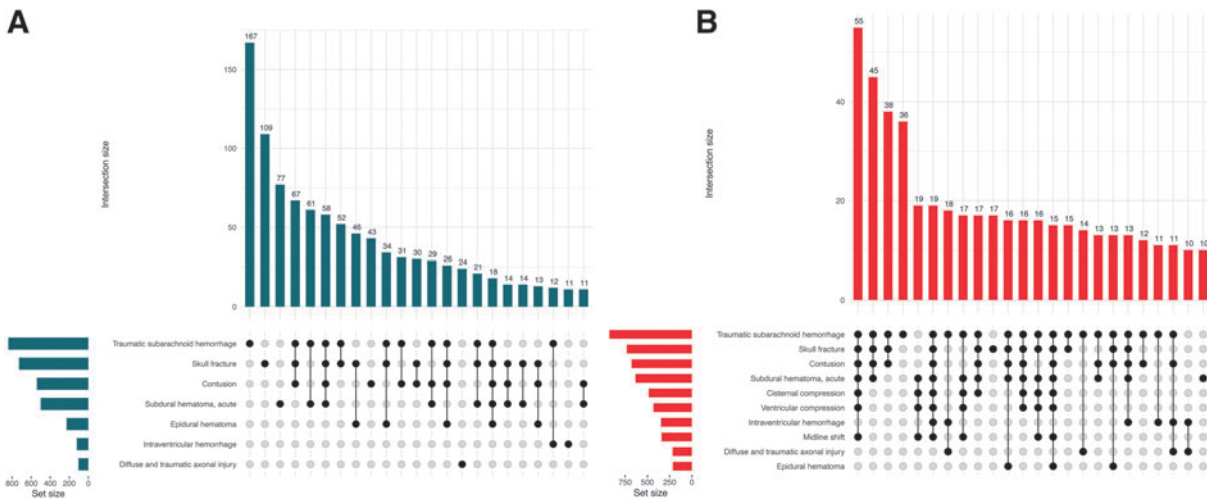 A
167
109
77
67
61
58
52
46
43
34
31
30
29
26
24
21
18
14
14
13
12
11
11
150
100
50
0
Intersection size
Traumatic subarachnoid hemorrhage
Skull fracture
Contusion
Subdural hematoma, acute
Epidural hematoma
Intraventricular hemorrhage
Diffuse and traumatic axonal injury
800 600 400 200 0
Set size
B
55
45
38
36
19
19
18
17
17
17
16
16
16
15
15
14
13
13
13
12
11
11
10
10
40
20
0
Intersection size
Traumatic subarachnoid hemorrhage
Skull fracture
Contusion
Subdural hematoma, acute
Cisternal compression
Ventricular compression
Intraventricular hemorrhage
Midline shift
Diffuse and traumatic axonal injury
Epidural hematoma
750 500 250 0
Set size